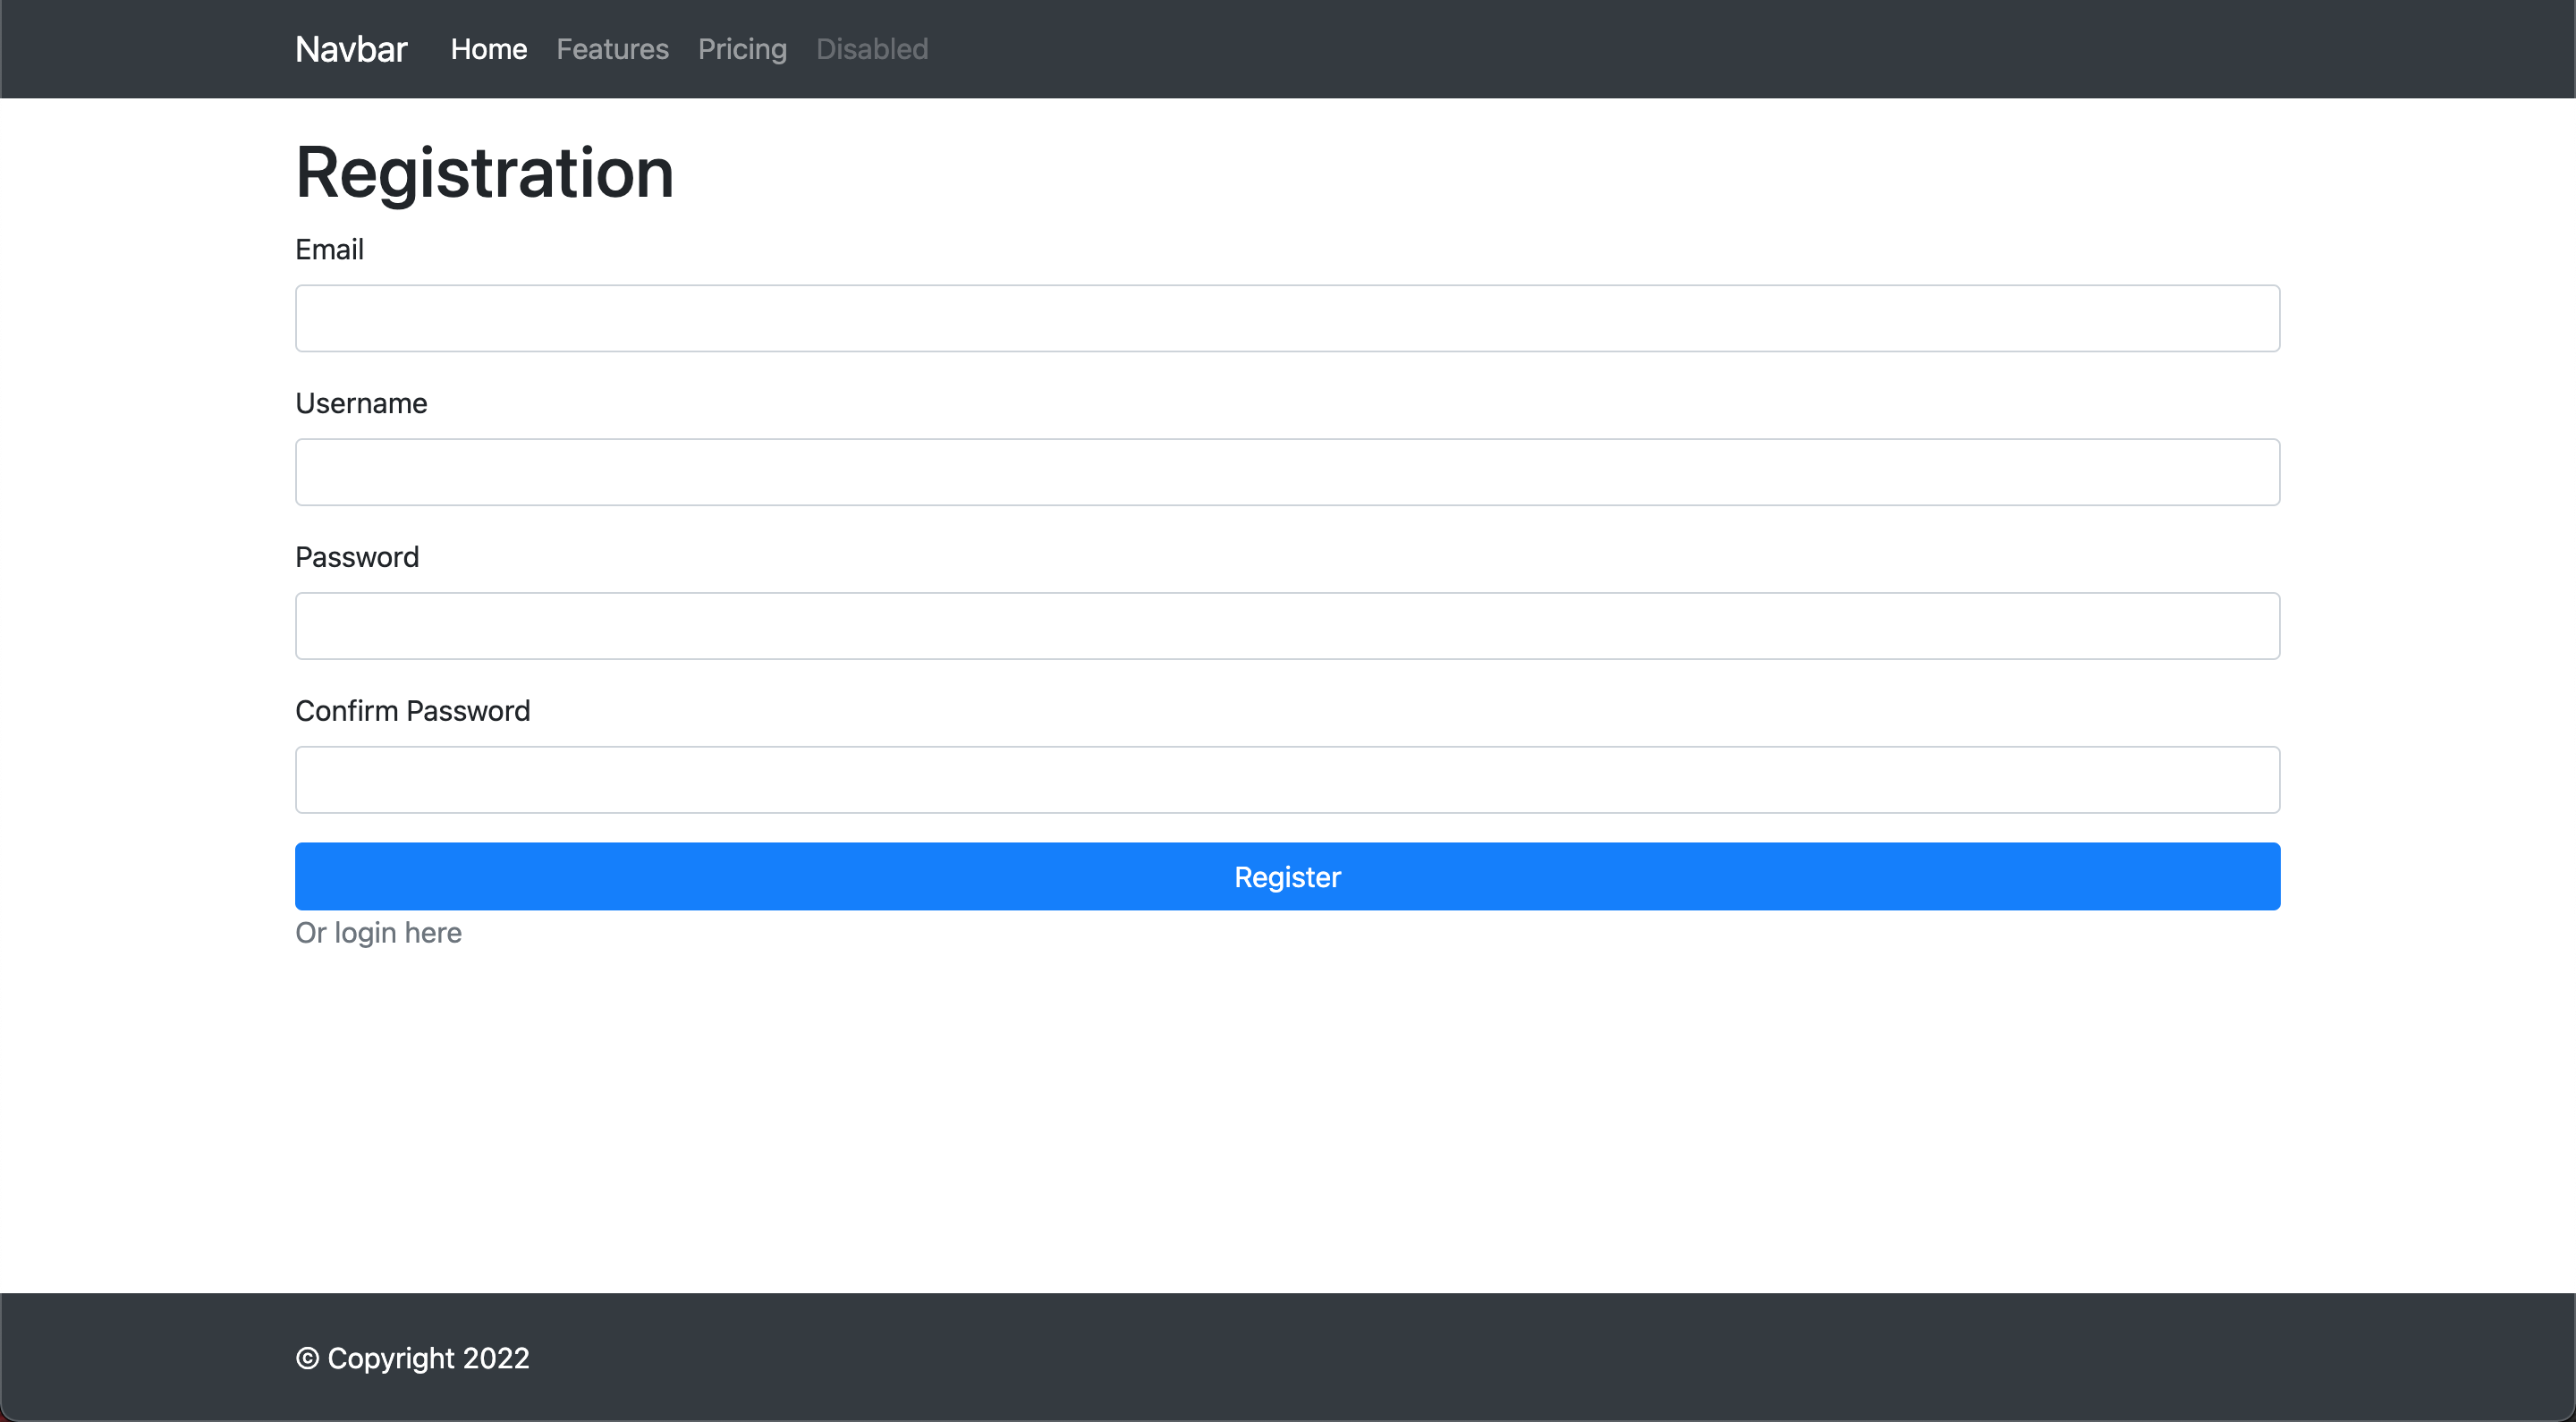 Navbar Home Features Pricing Disabled
Registration
Email
Username
Password
Confirm Password
Register
Or login here
© Copyright 2022